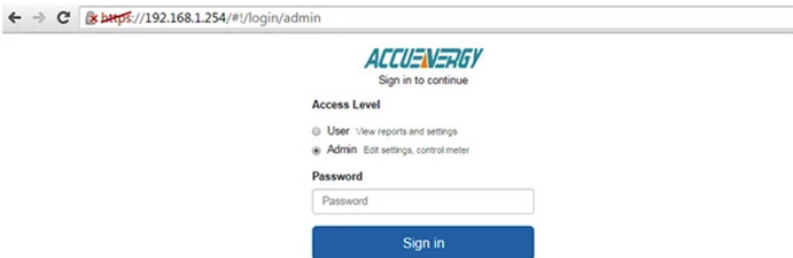 https://192.168.1.254/#!/login/admin
ACCUENERGY
Sign in to continue
Access Level
User View reports and settings
Admin Edit settings, control meter
Password
Password
Sign in